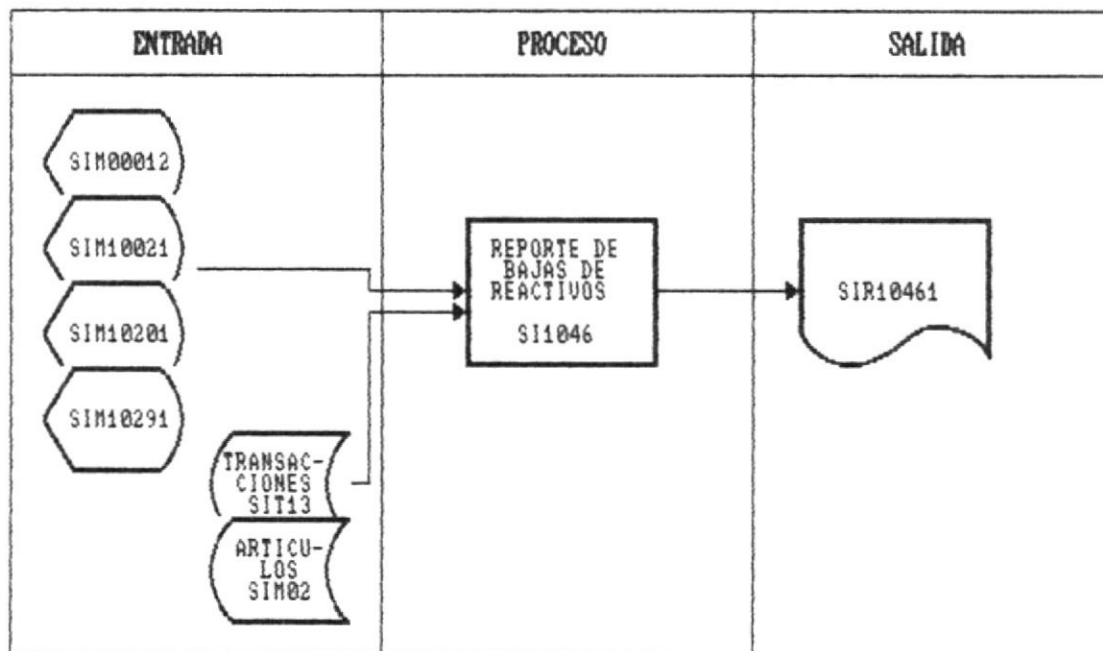 ENTRADA
PROCESO
SALIDA
SIM00012
SIM10021
SIM10201
SIM10291
TRANSAC-
CIONES
SIT13
ARTICU-
LOS
SIM02
REPORTE DE
BAJAS DE
REACTIVOS
SI1046
SIR10461